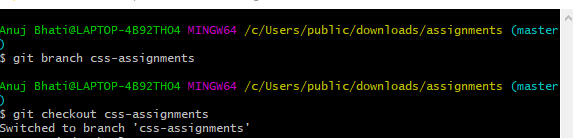 Anuj Bhati@LAPTOP-4B92TH04 MINGW64 /c/Users/public/downloads/assignments (master
)
$ git branch css-assignments
Anuj Bhati@LAPTOP-4B92TH04 MINGW64 /c/Users/public/downloads/assignments (master
)
$ git checkout css-assignments
Switched to branch 'css-assignments'